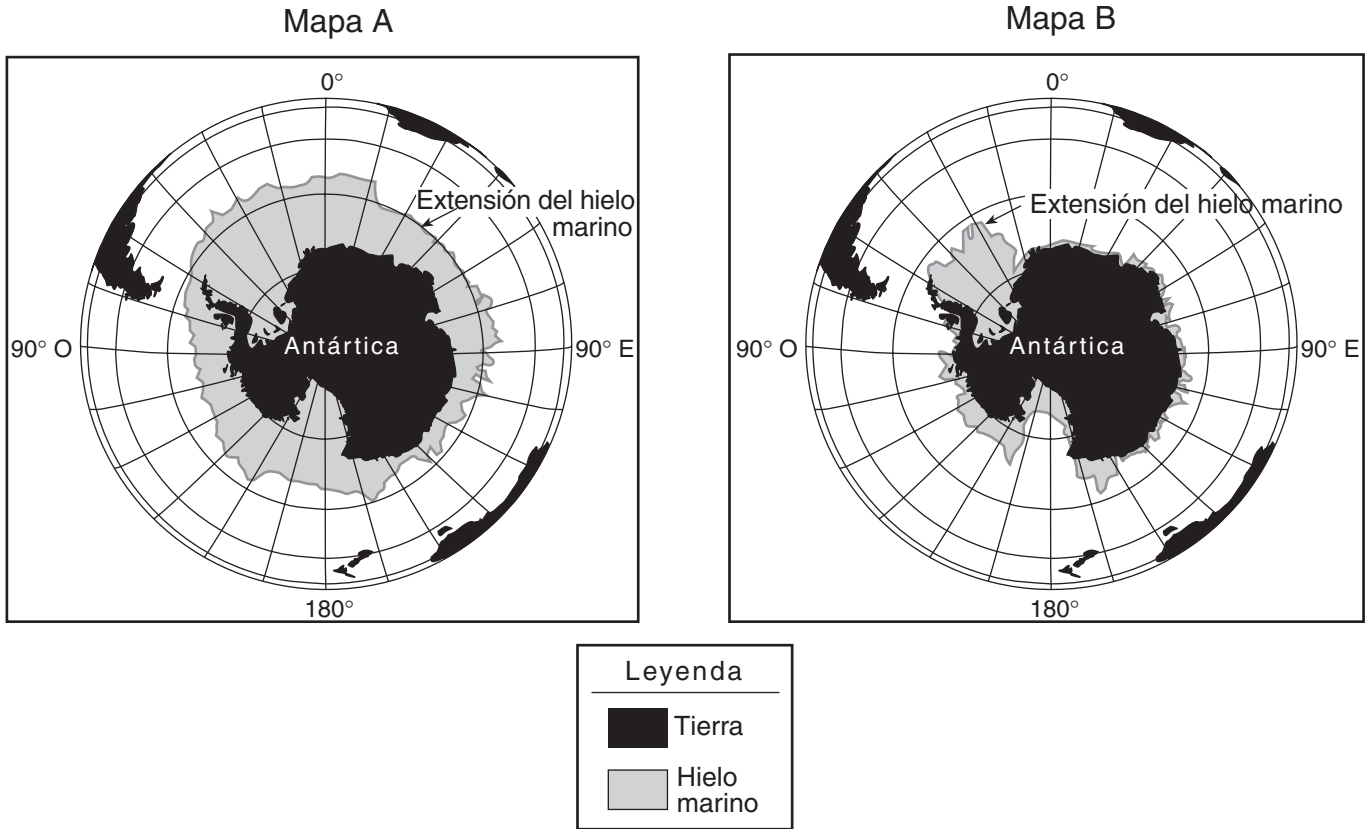 Mapa A
0°
Extensión del hielo
marino
90° O
Antártica
90° E
180°
Mapa B
0°
Extensión del hielo marino
90° O
Antártica
90° E
180°
Leyenda
Tierra
Hielo
marino